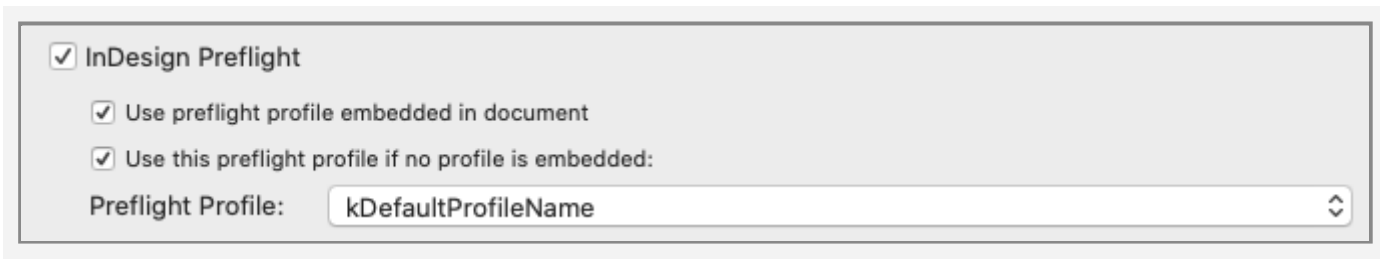 InDesign Preflight
Use preflight profile embedded in document
Use this preflight profile if no profile is embedded:
Preflight Profile: kDefaultProfileName